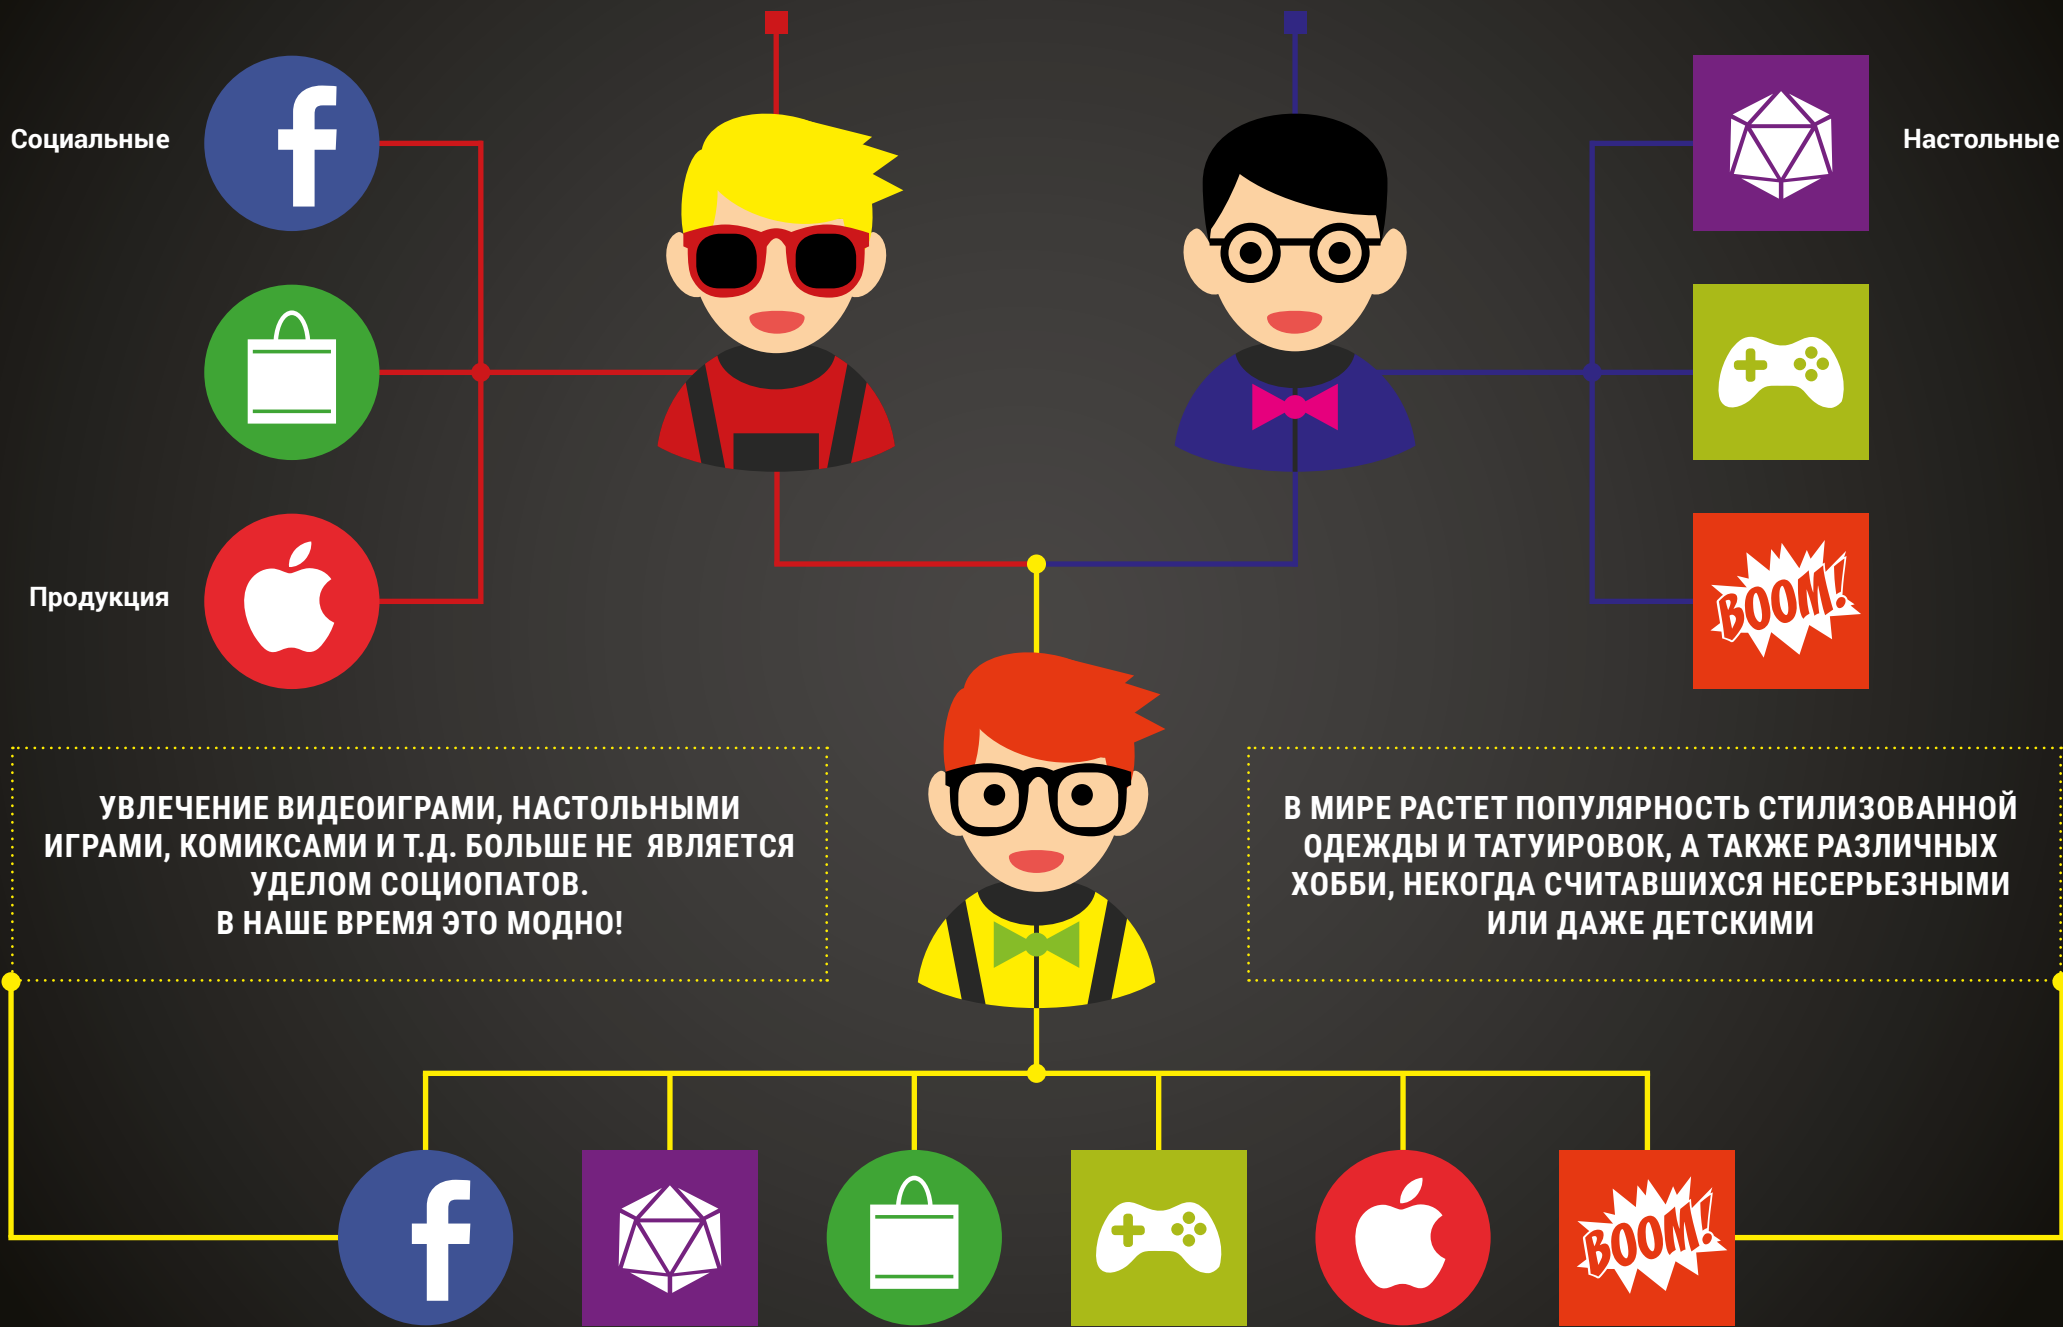 Социальные
Настольные
Продукция
BOOM!
УВЛЕЧЕНИЕ ВИДЕОИГРАМИ, НАСТОЛЬНЫМИ
ИГРАМИ, КОМИКСАМИ И Т.Д. БОЛЬШЕ НЕ ЯВЛЯЕТСЯ
УДЕЛОМ СОЦИОПАТОВ.
В НАШЕ ВРЕМЯ ЭТО МОДНО!
В МИРЕ РАСТЕТ ПОПУЛЯРНОСТЬ СТИЛИЗОВАННОЙ
ОДЕЖДЫ И ТАТУИРОВОК, А ТАКЖЕ РАЗЛИЧНЫХ
ХОББИ, НЕКОГДА СЧИТАВШИХСЯ НЕСЕРЬЕЗНЫМИ
ИЛИ ДАЖЕ ДЕТСКИМИ
BOOM!